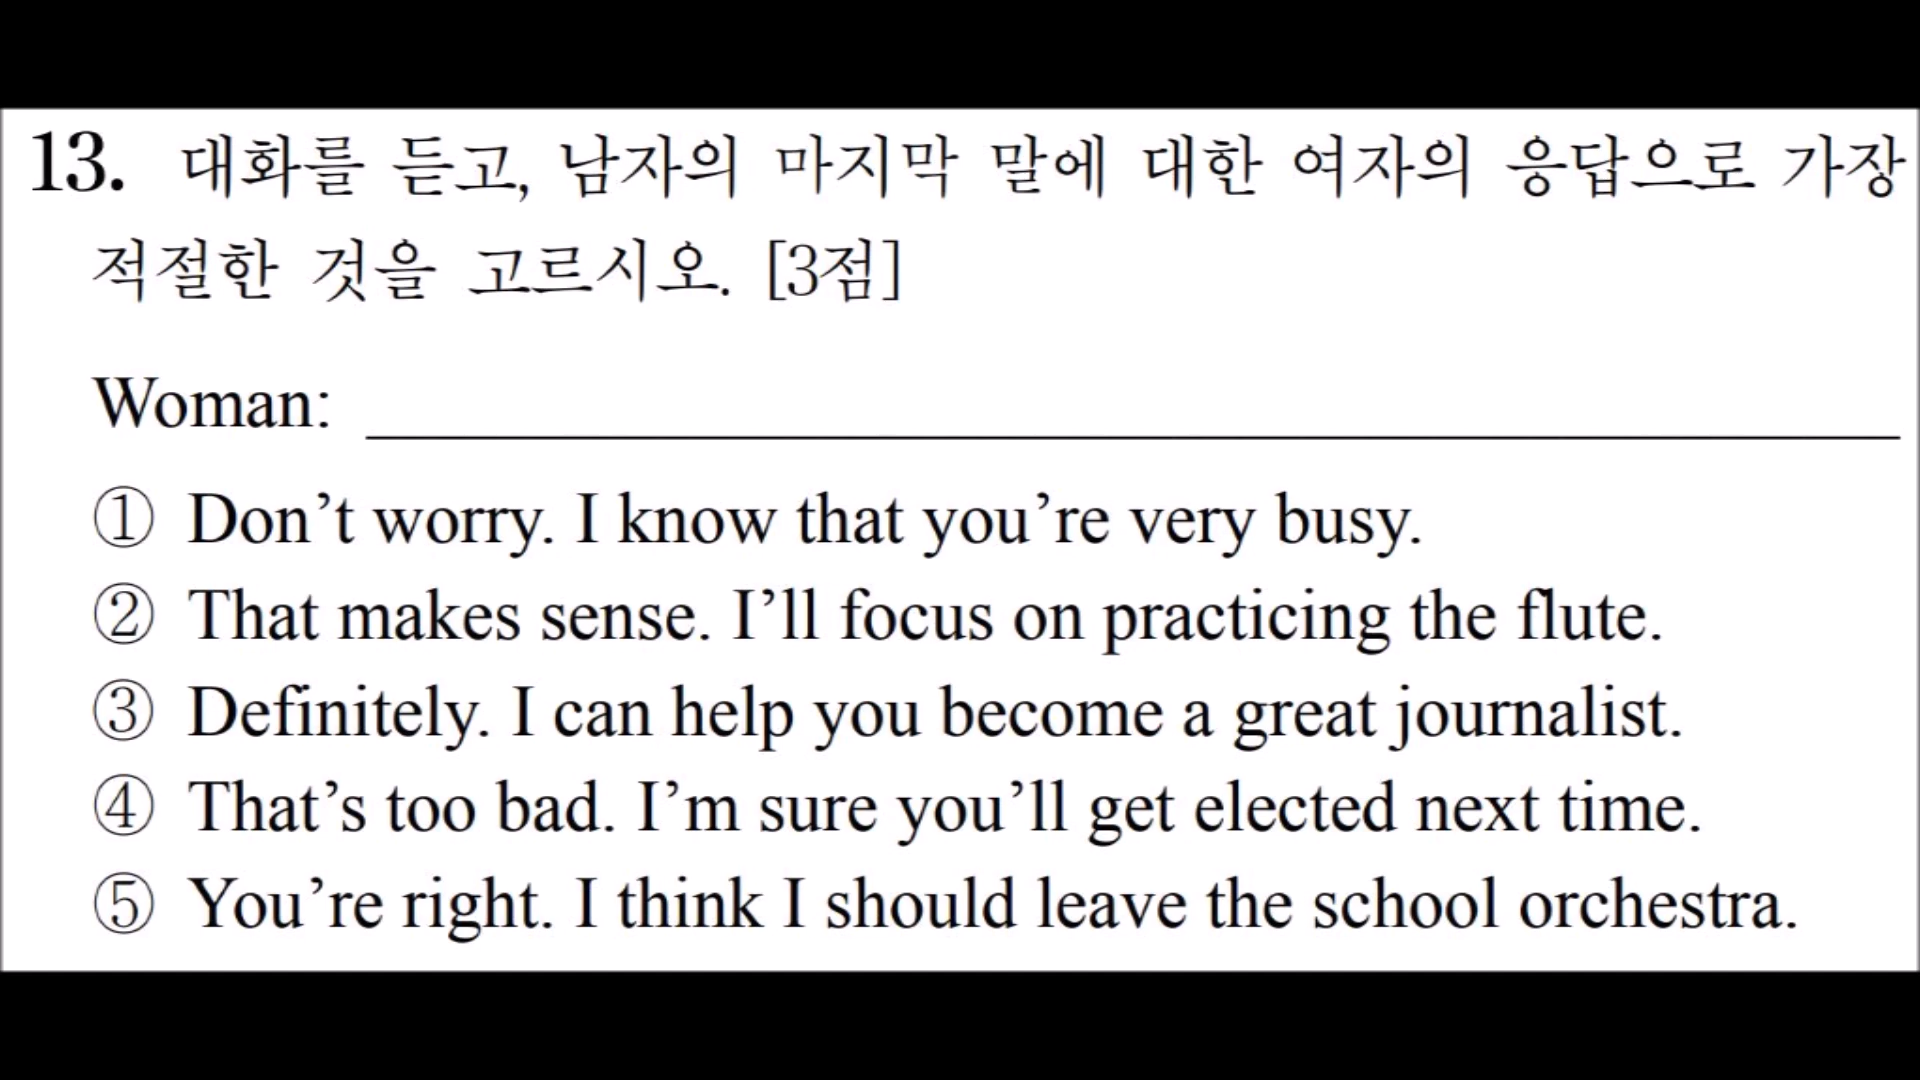 13. 대화를 듣고, 남자의 마지막 말에 대한 여자의 응답으로 가장
적절한 것을 고르시오. [3점]
Woman:
① Don’t worry. I know that you’re very busy.
② That makes sense. I’ll focus on practicing the flute.
③ Definitely. I can help you become a great journalist.
④ That’s too bad. I’m sure you’ll get elected next time.
⑤ You’re right. I think I should leave the school orchestra.